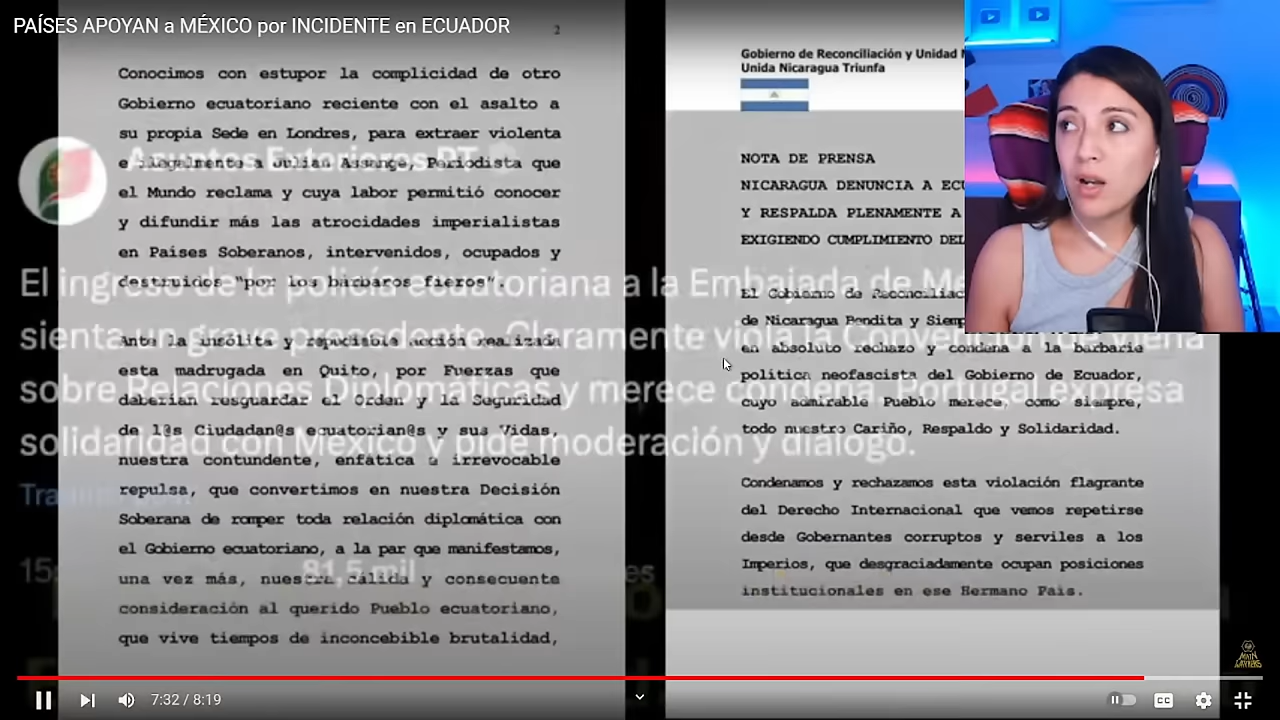 PAÍSES APOYAN a MÉXICO por INCIDENTE en ECUADOR
2
Conocimos con estupor la complicidad de otro
Gobierno ecuatoriano reciente con el asalto a
su propia Sede en Londres, para extraer violenta
e ilegalmente a Julian Assange, Periodista que
el Mundo reclama y cuya labor permitió conocer
y difundir más las atrocidades imperialistas
en Países Soberanos, intervenidos, ocupados y
destruidos "por los bárbaros fieros".
Ante la insólita y repudiable acción realizada
esta madrugada en Quito, por Fuerzas que
deberían resguardar el Orden y la Seguridad
de l@s Ciudadan@s ecuatorian@s y sus Vidas,
nuestra contundente, enfática e irrevocable
repulsa, que convertimos en nuestra Decisión
Soberana de romper toda relación diplomática con
el Gobierno ecuatoriano, a la par que manifestamos,
una vez más, nuestra cálida y consecuente
consideración al querido Pueblo ecuatoriano,
que vive tiempos de inconcebible brutalidad,
Gobierno de Reconciliación y Unidad
Unida Nicaragua Triunfa
NOTA DE PRENSA
NICARAGUA DENUNCIA A
Y RESPALDA PLENAMENTE A
EXIGIENDO CUMPLIMIENTO
El Gobierno de
de Nicaragua Bendita y
en absoluto rechazo y condena a la barbarie
política neofascista del Gobierno de Ecuador,
cuyo admirable Pueblo merece, como siempre,
todo nuestro Cariño, Respaldo y Solidaridad.
Condenamos y rechazamos esta violación flagrante
del Derecho Internacional que vemos repetirse
desde Gobernantes corruptos y serviles a los
Imperios, que desgraciadamente ocupan posiciones
institucionales en ese Hermano País.
Asuntos Exteriores PT
El ingreso de la policía ecuatoriana a la Embajada de
sienta un grave precedente. Claramente viola la Convención de Viena
sobre Relaciones Diplomáticas y merece condena. Portugal expresa
solidaridad con México y pide moderación y diálogo.
81,5 mil
MAIN
7:32 / 8:19
CC